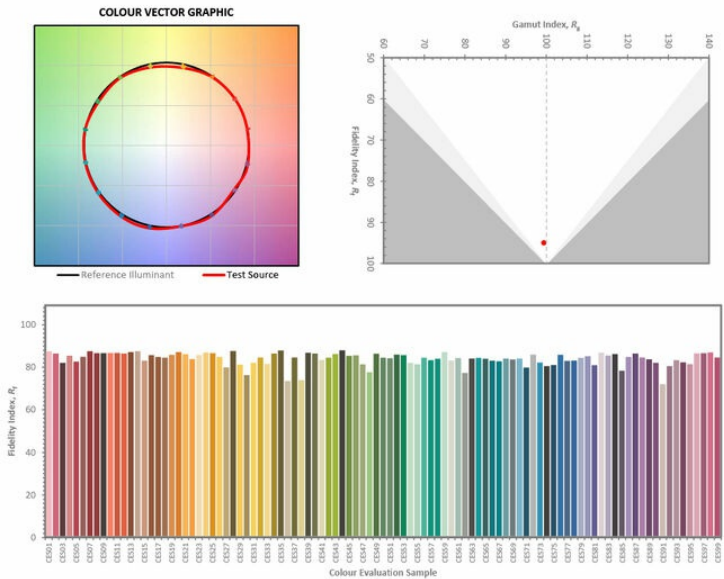 COLOUR VECTOR GRAPHIC
Reference Illuminant
Test Source
Gamut Index, Rg
60 70 80 90 100 110 120 130 140
Fidelity Index, Rf
50
60
70
80
90
100
Fidelity Index, Rf
100
80
60
40
20
0
CES01 CES03 CES05 CES07 CES09 CES11 CES13 CES15 CES17 CES19 CES21 CES23 CES25 CES27 CES29 CES31 CES33 CES35 CES37 CES39 CES41 CES43 CES45 CES47 CES49 CES51 CES53 CES55 CES57 CES59 CES61 CES63 CES65 CES67 CES69 CES71 CES73 CES75 CES77 CES79 CES81 CES83 CES85 CES87 CES89 CES91 CES93 CES95 CES97 CES99
Colour Evaluation Sample